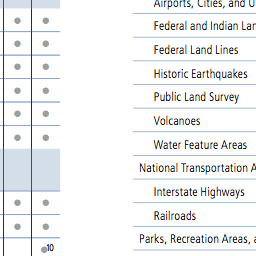 Airports, Cities, and
Federal and Indian
Federal Land Lines
Historic Earthquakes
Public Land Survey
Volcanoes
Water Feature Areas
National Transportation
Interstate Highways
Railroads
Parks, Recreation Areas,
10